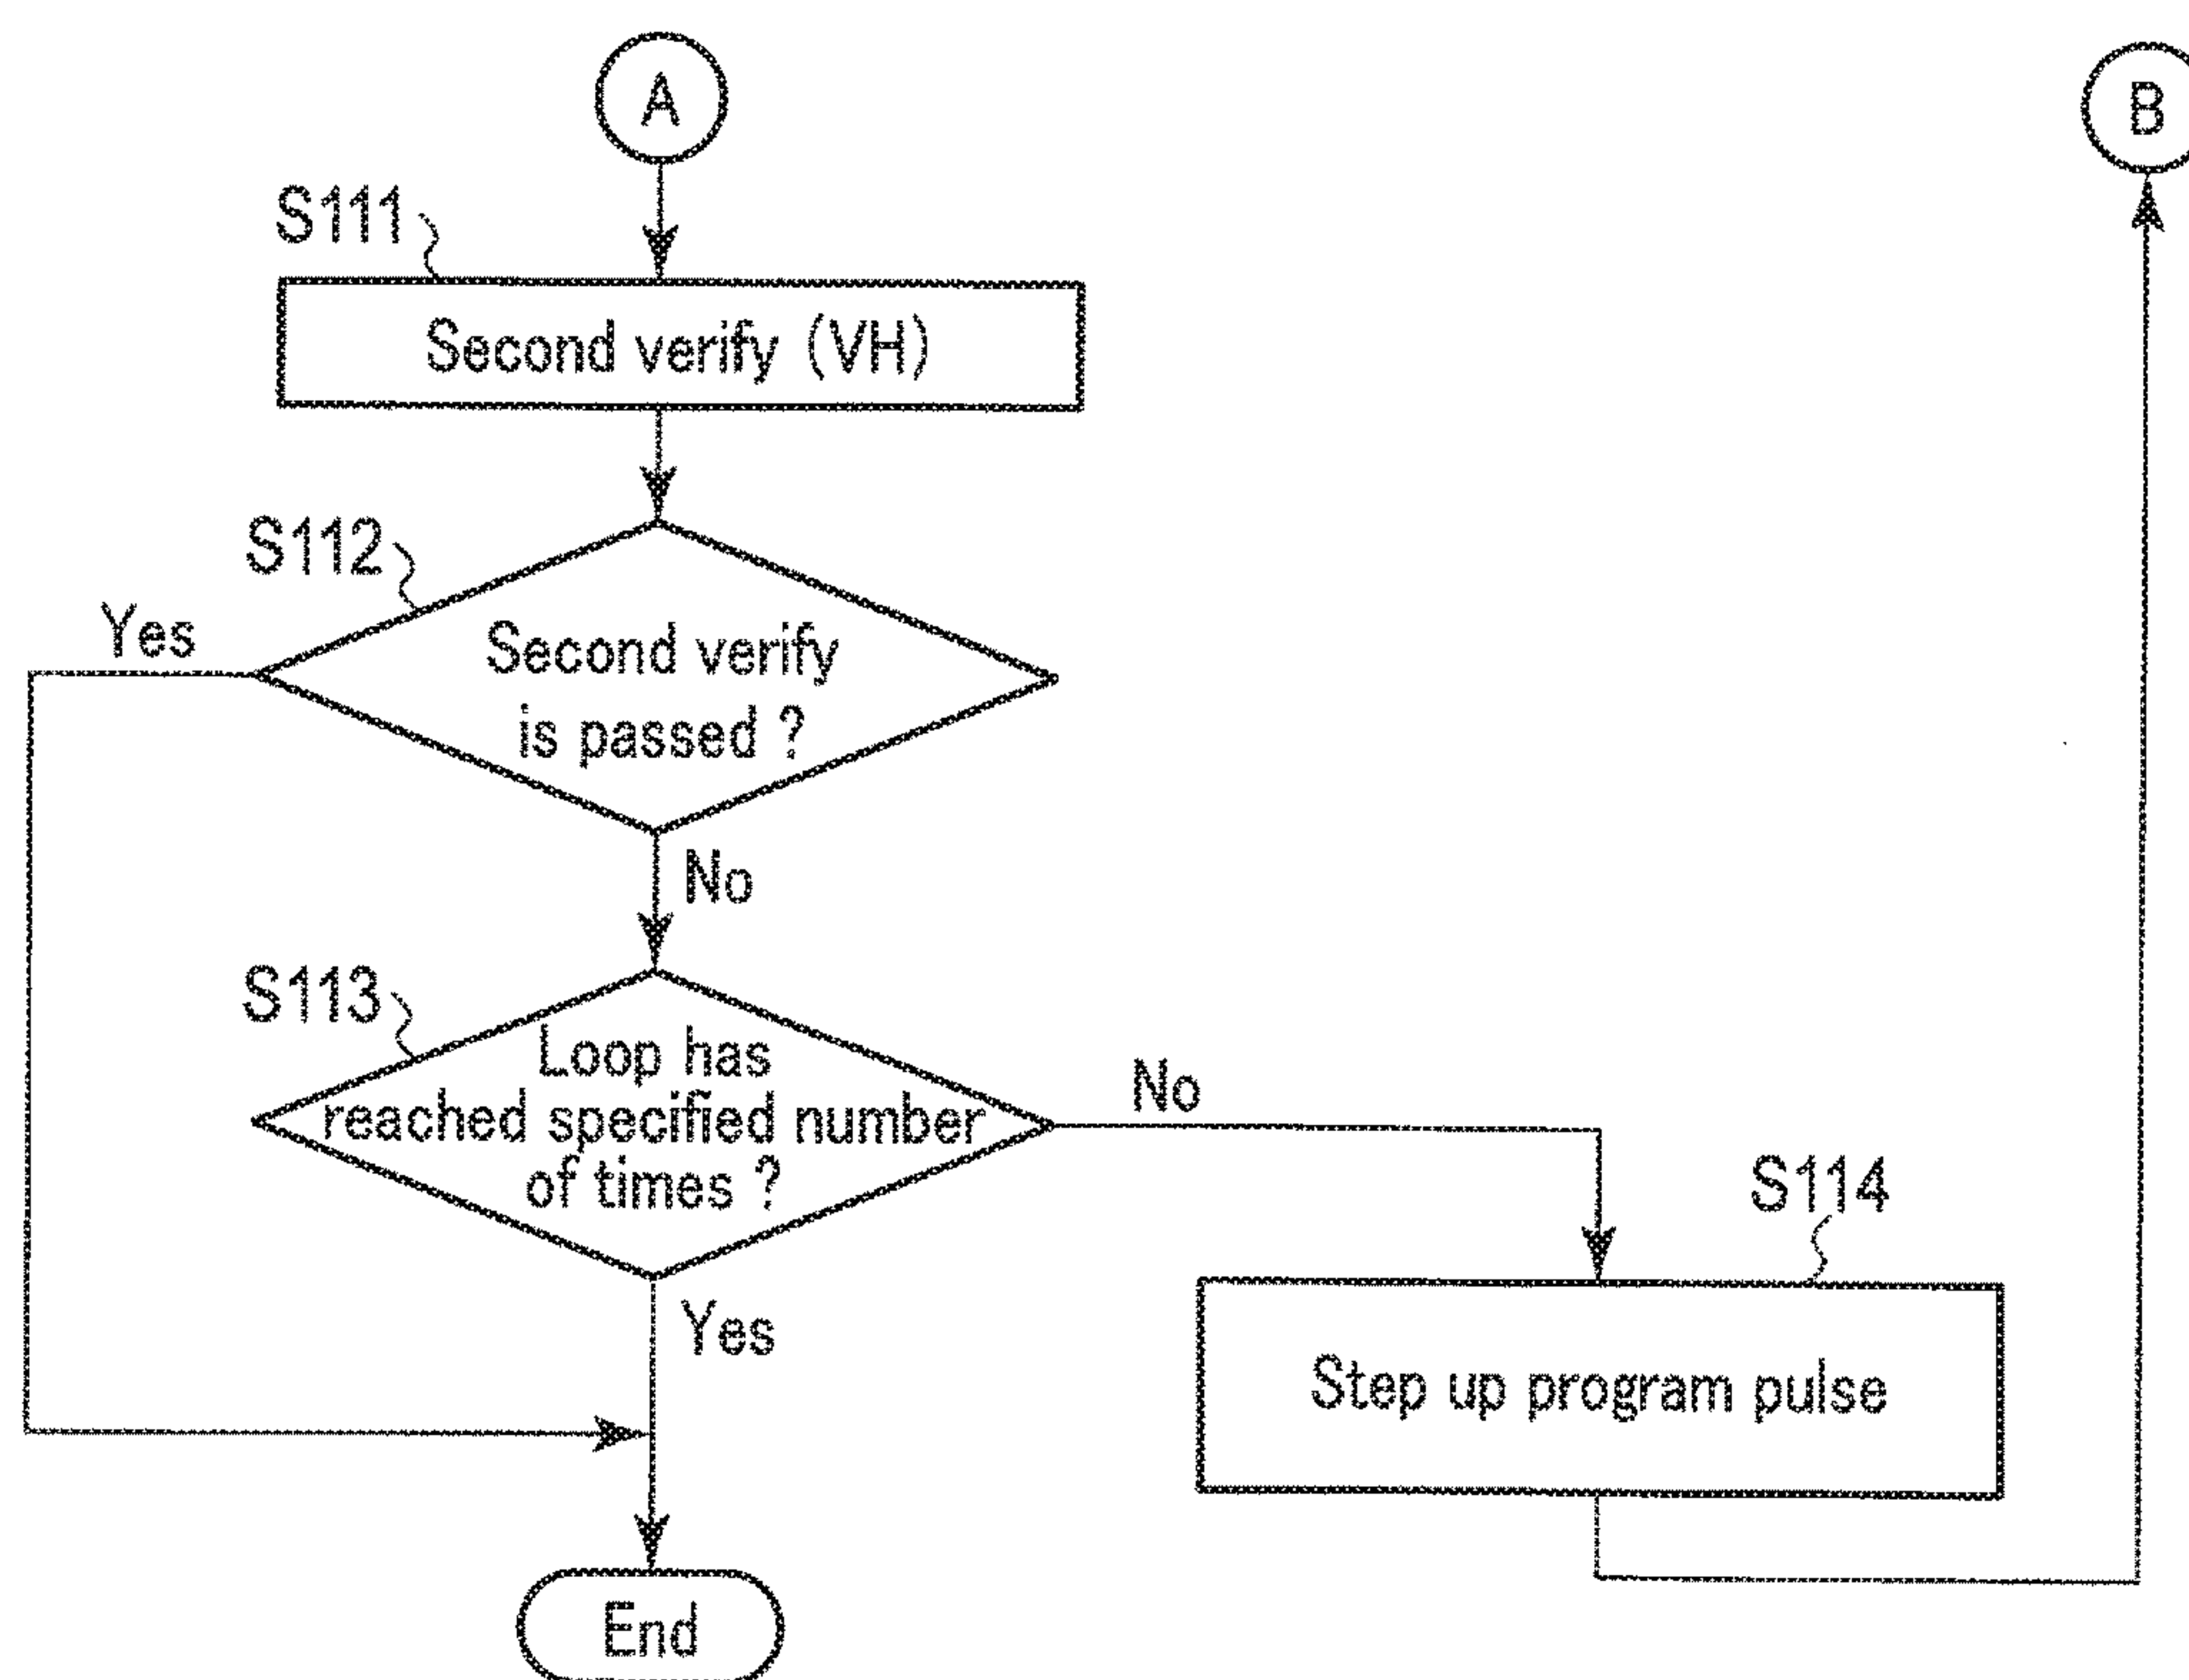 A
B
S111
Second verify (VH)
S112
Yes
Second verify
is passed ?
No
S113
Loop has
reached specified number
of times ?
No
S114
Yes
Step up program pulse
End